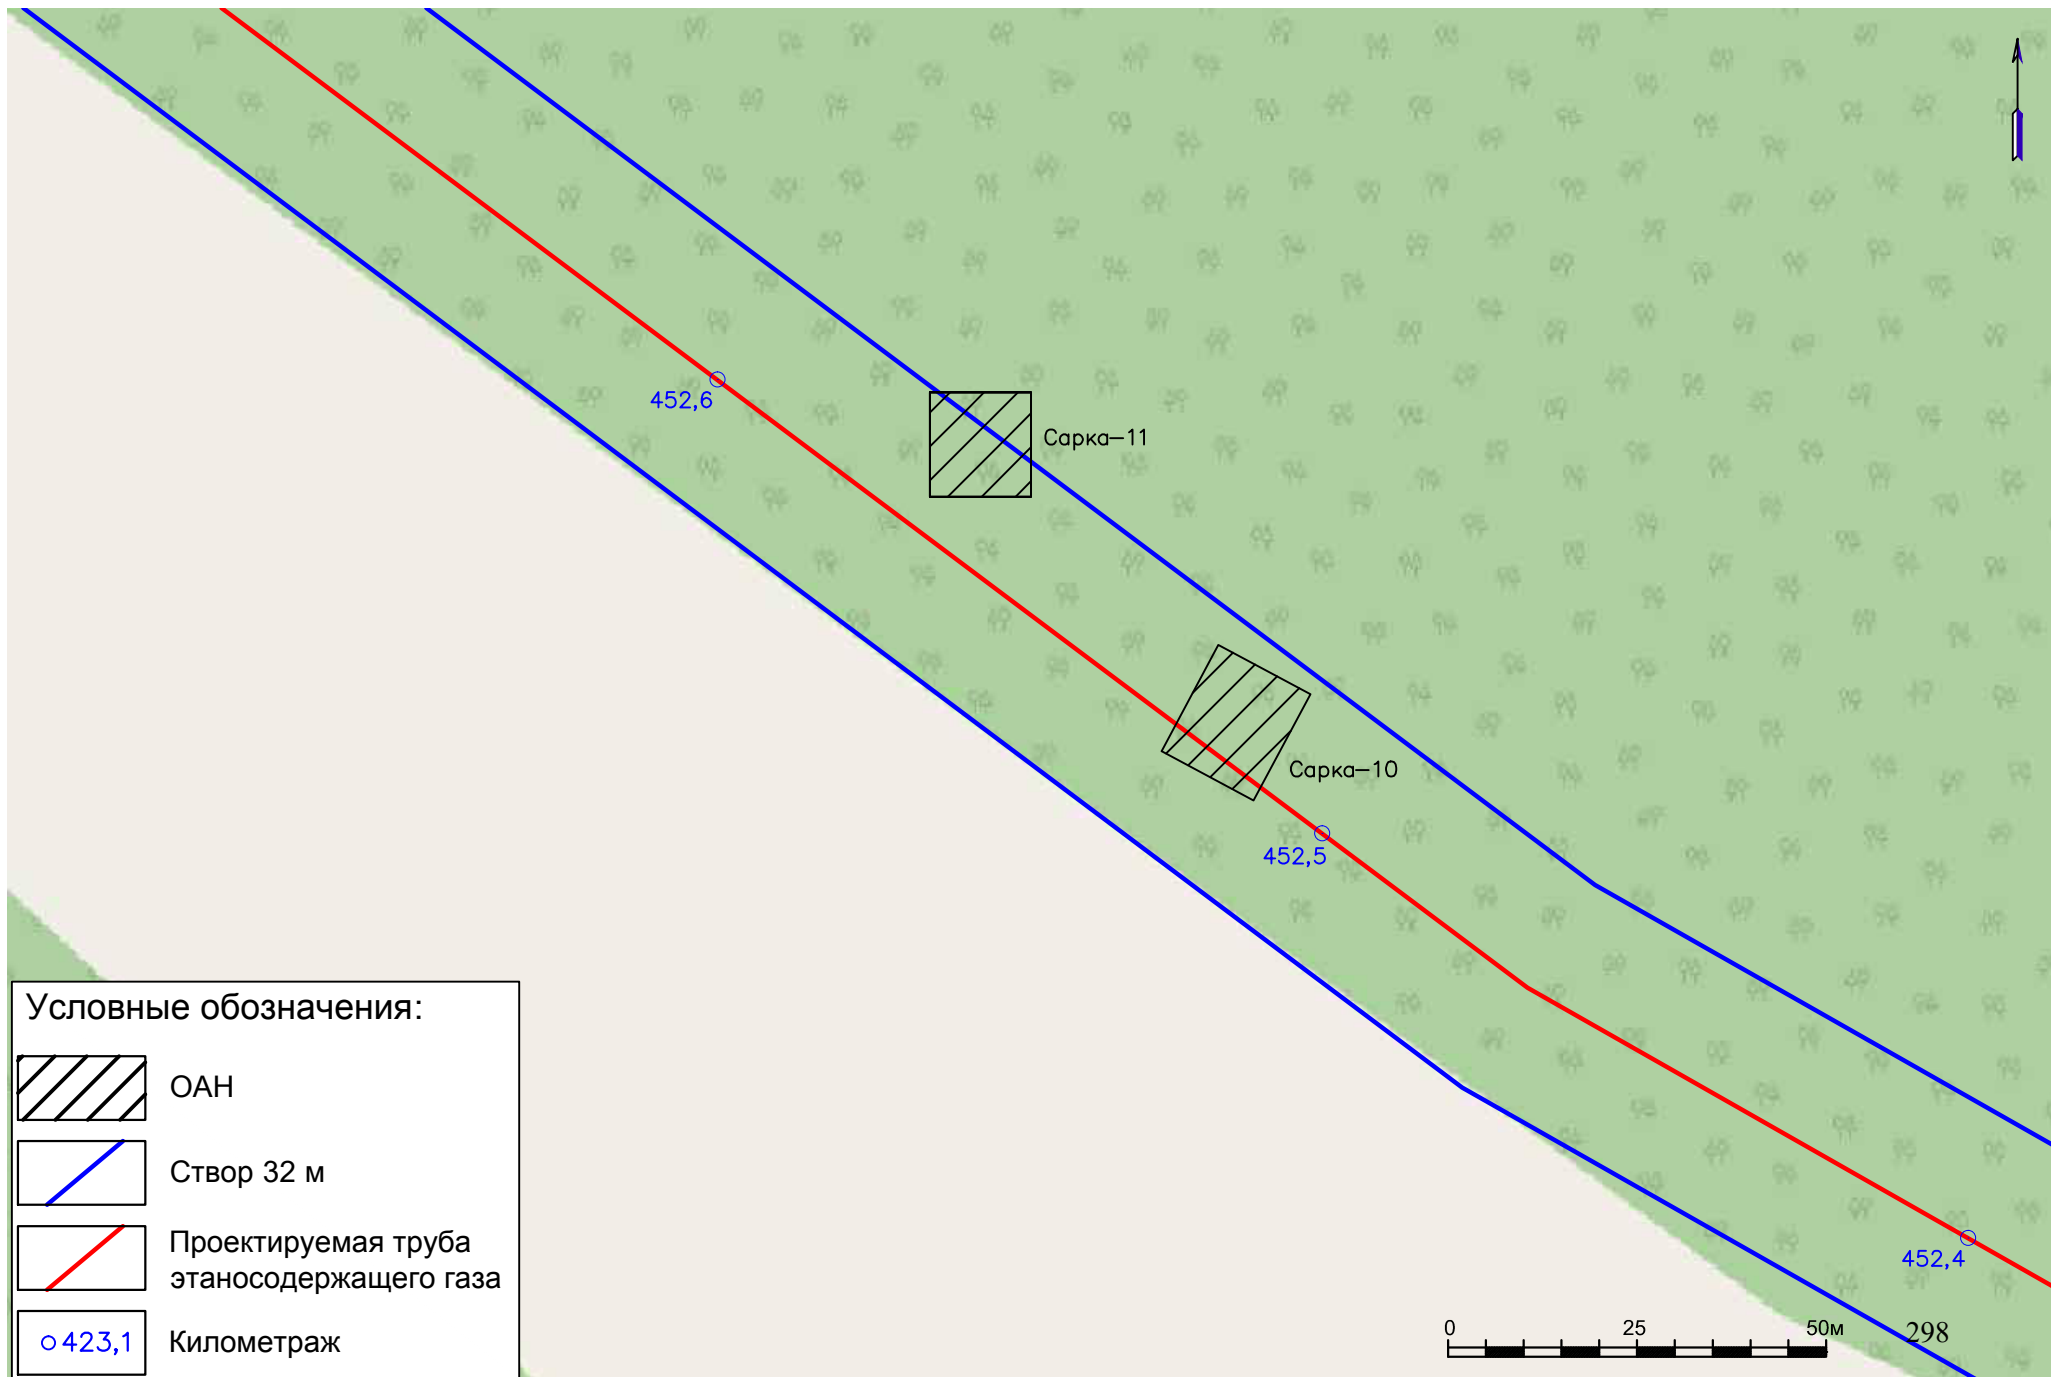 452,6
Сарка-11
Сарка-10
452,5
452,4
Условные обозначения:
ОАН
Створ 32 м
Проектируемая труба
этаносодержащего газа
423,1
Километраж
0 25 50м
298